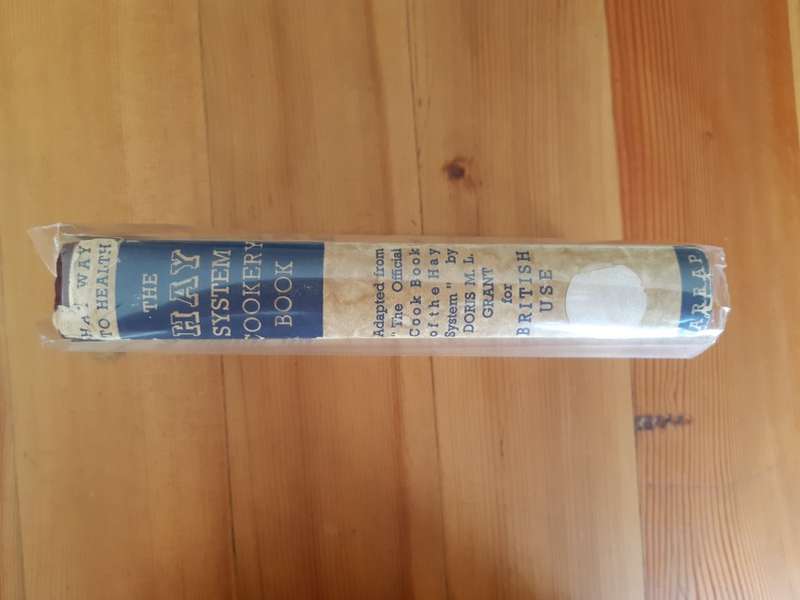 WAY
TO HEALTH
THE
HAY
SYSTEM
COOKERY
BOOK
Adapted from
"The Official
Cook Book
of the Hay
System" by
DORIS M. L.
GRANT
for
BRITISH
USE